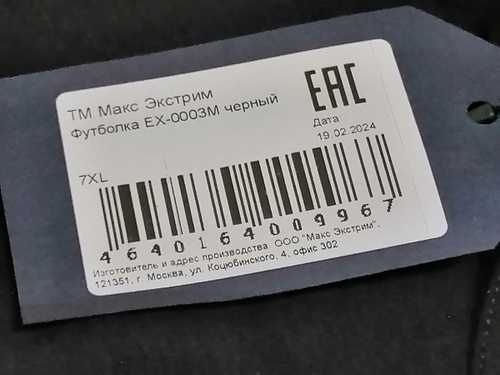 ТМ Макс Экстрим
Футболка EX-0003M черный
EAC
Дата
19.02.2024
7XL
4640164009967
Изготовитель и адрес производства ООО "Макс Экстрим",
121351, г. Москва, ул. Коцюбинского, 4, офис 302